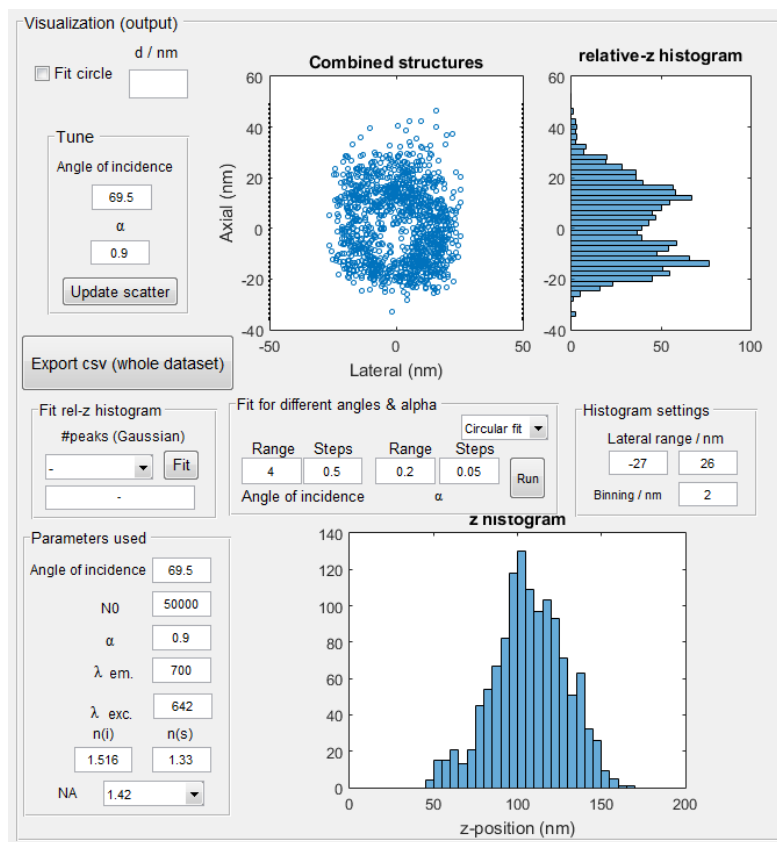 Visualization (output)
d / nm
Fit circle
Tune
Angle of incidence
69.5
α
0.9
Update scatter
Combined structures
60
40
20
0
-20
-40
-50
0
50
Axial (nm)
Lateral (nm)
relative-z histogram
60
40
20
0
-20
-40
0
50
100
Export csv (whole dataset)
Fit rel-z histogram
#peaks (Gaussian)
-
Fit
-
Fit for different angles & alpha
Circular fit
Range Steps Range Steps
4 0.5 0.2 0.05
Run
Angle of incidence α
Histogram settings
Lateral range / nm
-27 26
Binning / nm 2
Parameters used
Angle of incidence 69.5
N0 50000
α 0.9
λ em. 700
λ exc. 642
n(i) n(s)
1.516 1.33
NA 1.42
z histogram
140
120
100
80
60
40
20
0
0 50 100 150 200
z-position (nm)